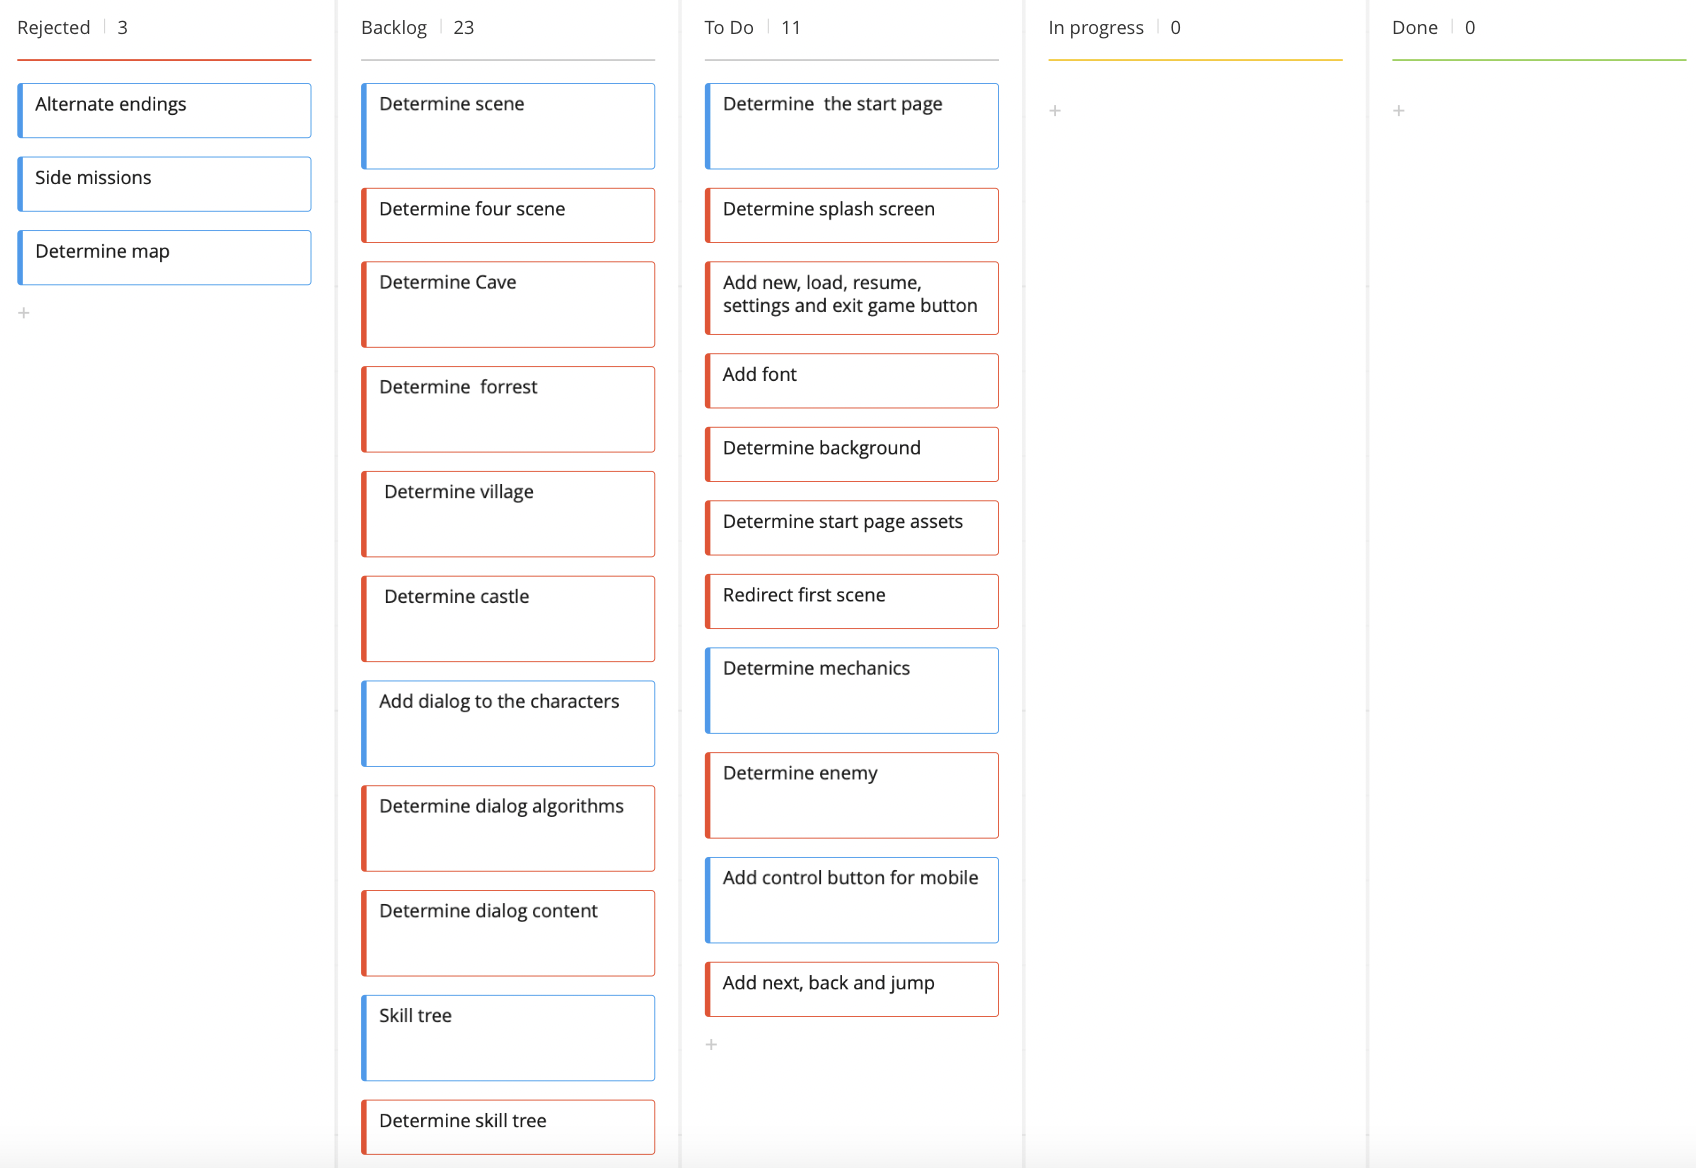 Rejected 3
Alternate endings
Side missions
Determine map
+
Backlog 23
Determine scene
Determine four scene
Determine Cave
Determine  forrest
Determine village
Determine castle
Add dialog to the characters
Determine dialog algorithms
Determine dialog content
Skill tree
Determine skill tree
To Do 11
Determine  the start page
Determine splash screen
Add new, load, resume,
settings and exit game button
Add font
Determine background
Determine start page assets
Redirect first scene
Determine mechanics
Determine enemy
Add control button for mobile
Add next, back and jump
+
In progress 0
+
Done 0
+